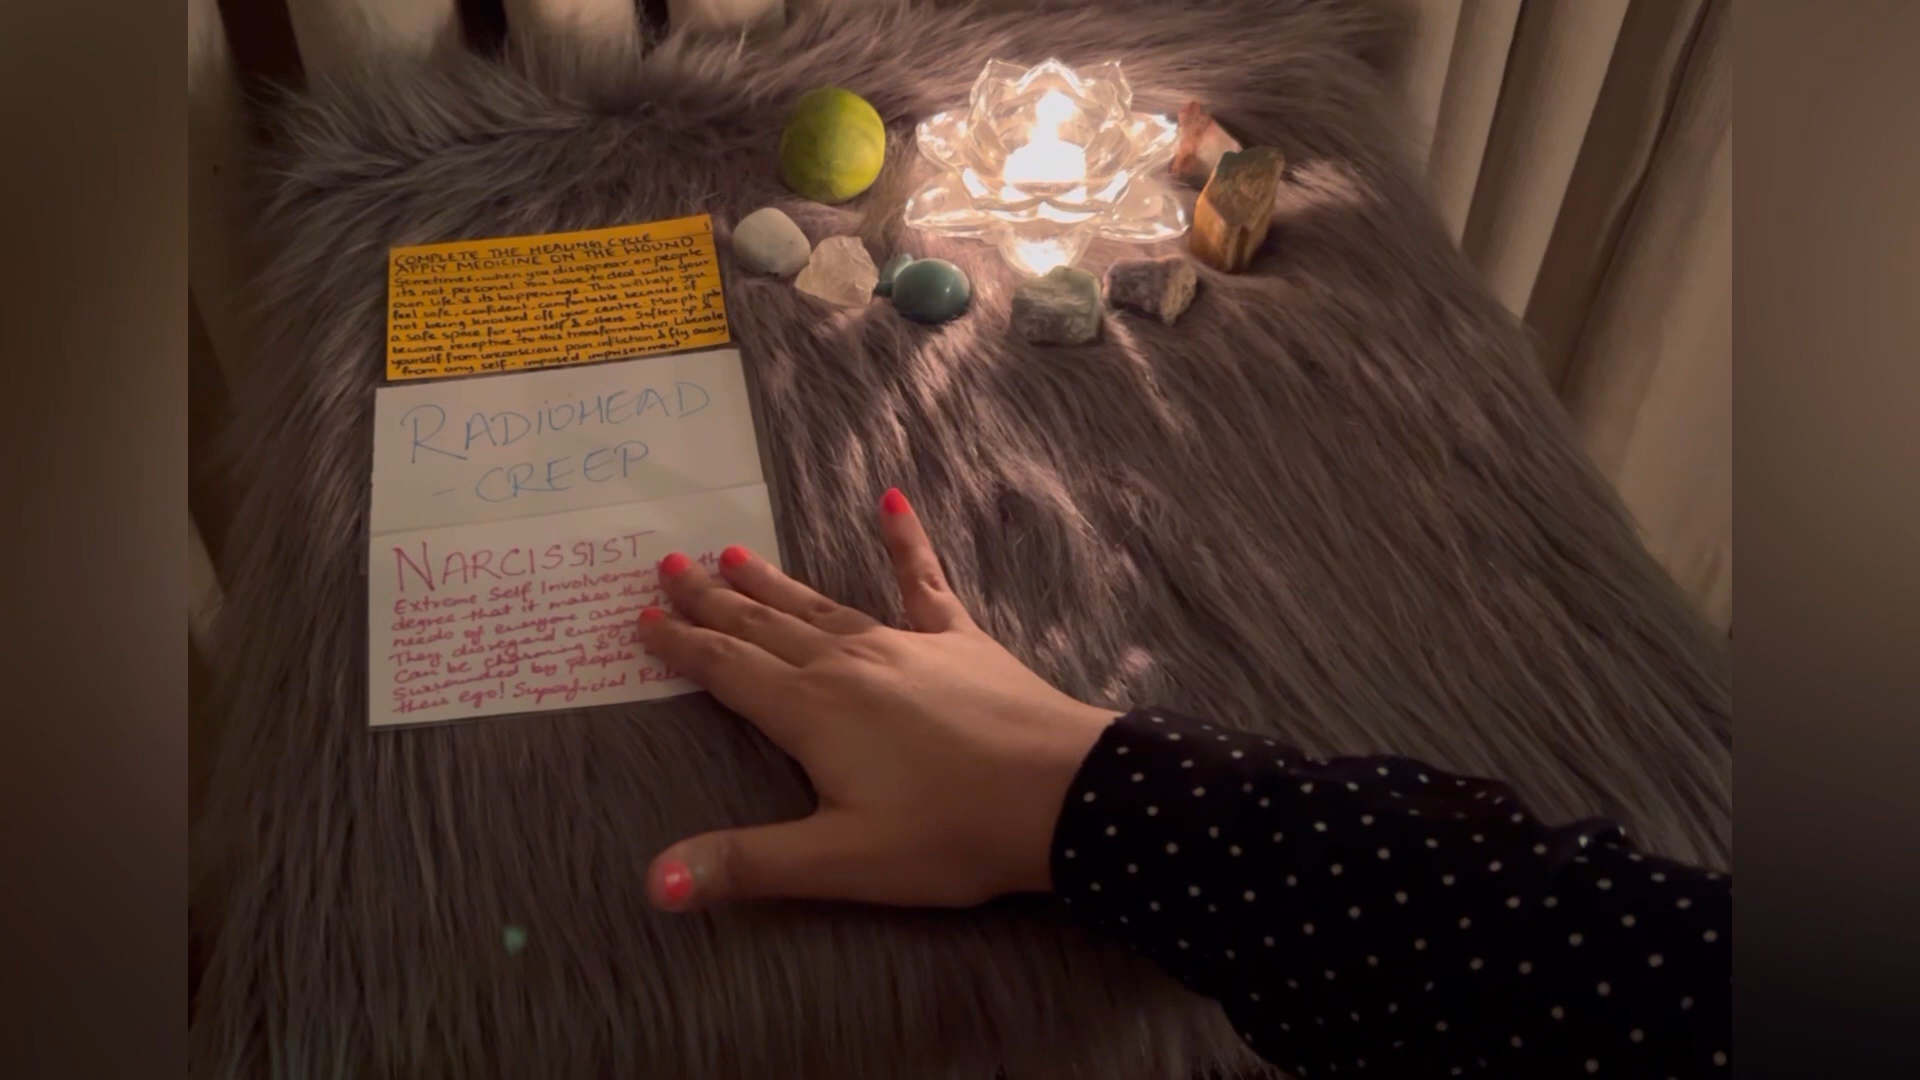 COMPLETE THE HEALING CYCLE
APPLY MEDICINE ON THE WOUND
Sometimes, when you disappear on people
its not personal. You have to deal with your
own life & its happenings. This will help you
feel safe, confident, comfortable because of
not being knocked off your centre. Morph into
a safe space for yourself & others. Soften up &
become receptive to this transformation. Liberate
yourself from unconscious pain infliction & fly away
from any self-imposed imprisonment
RADIOHEAD
- CREEP
NARCISSIST
Extreme Self Involvement
degree that it makes
needs of everyone around
They disregard
Can be charming &
Surrounded by people
their ego! Superficial